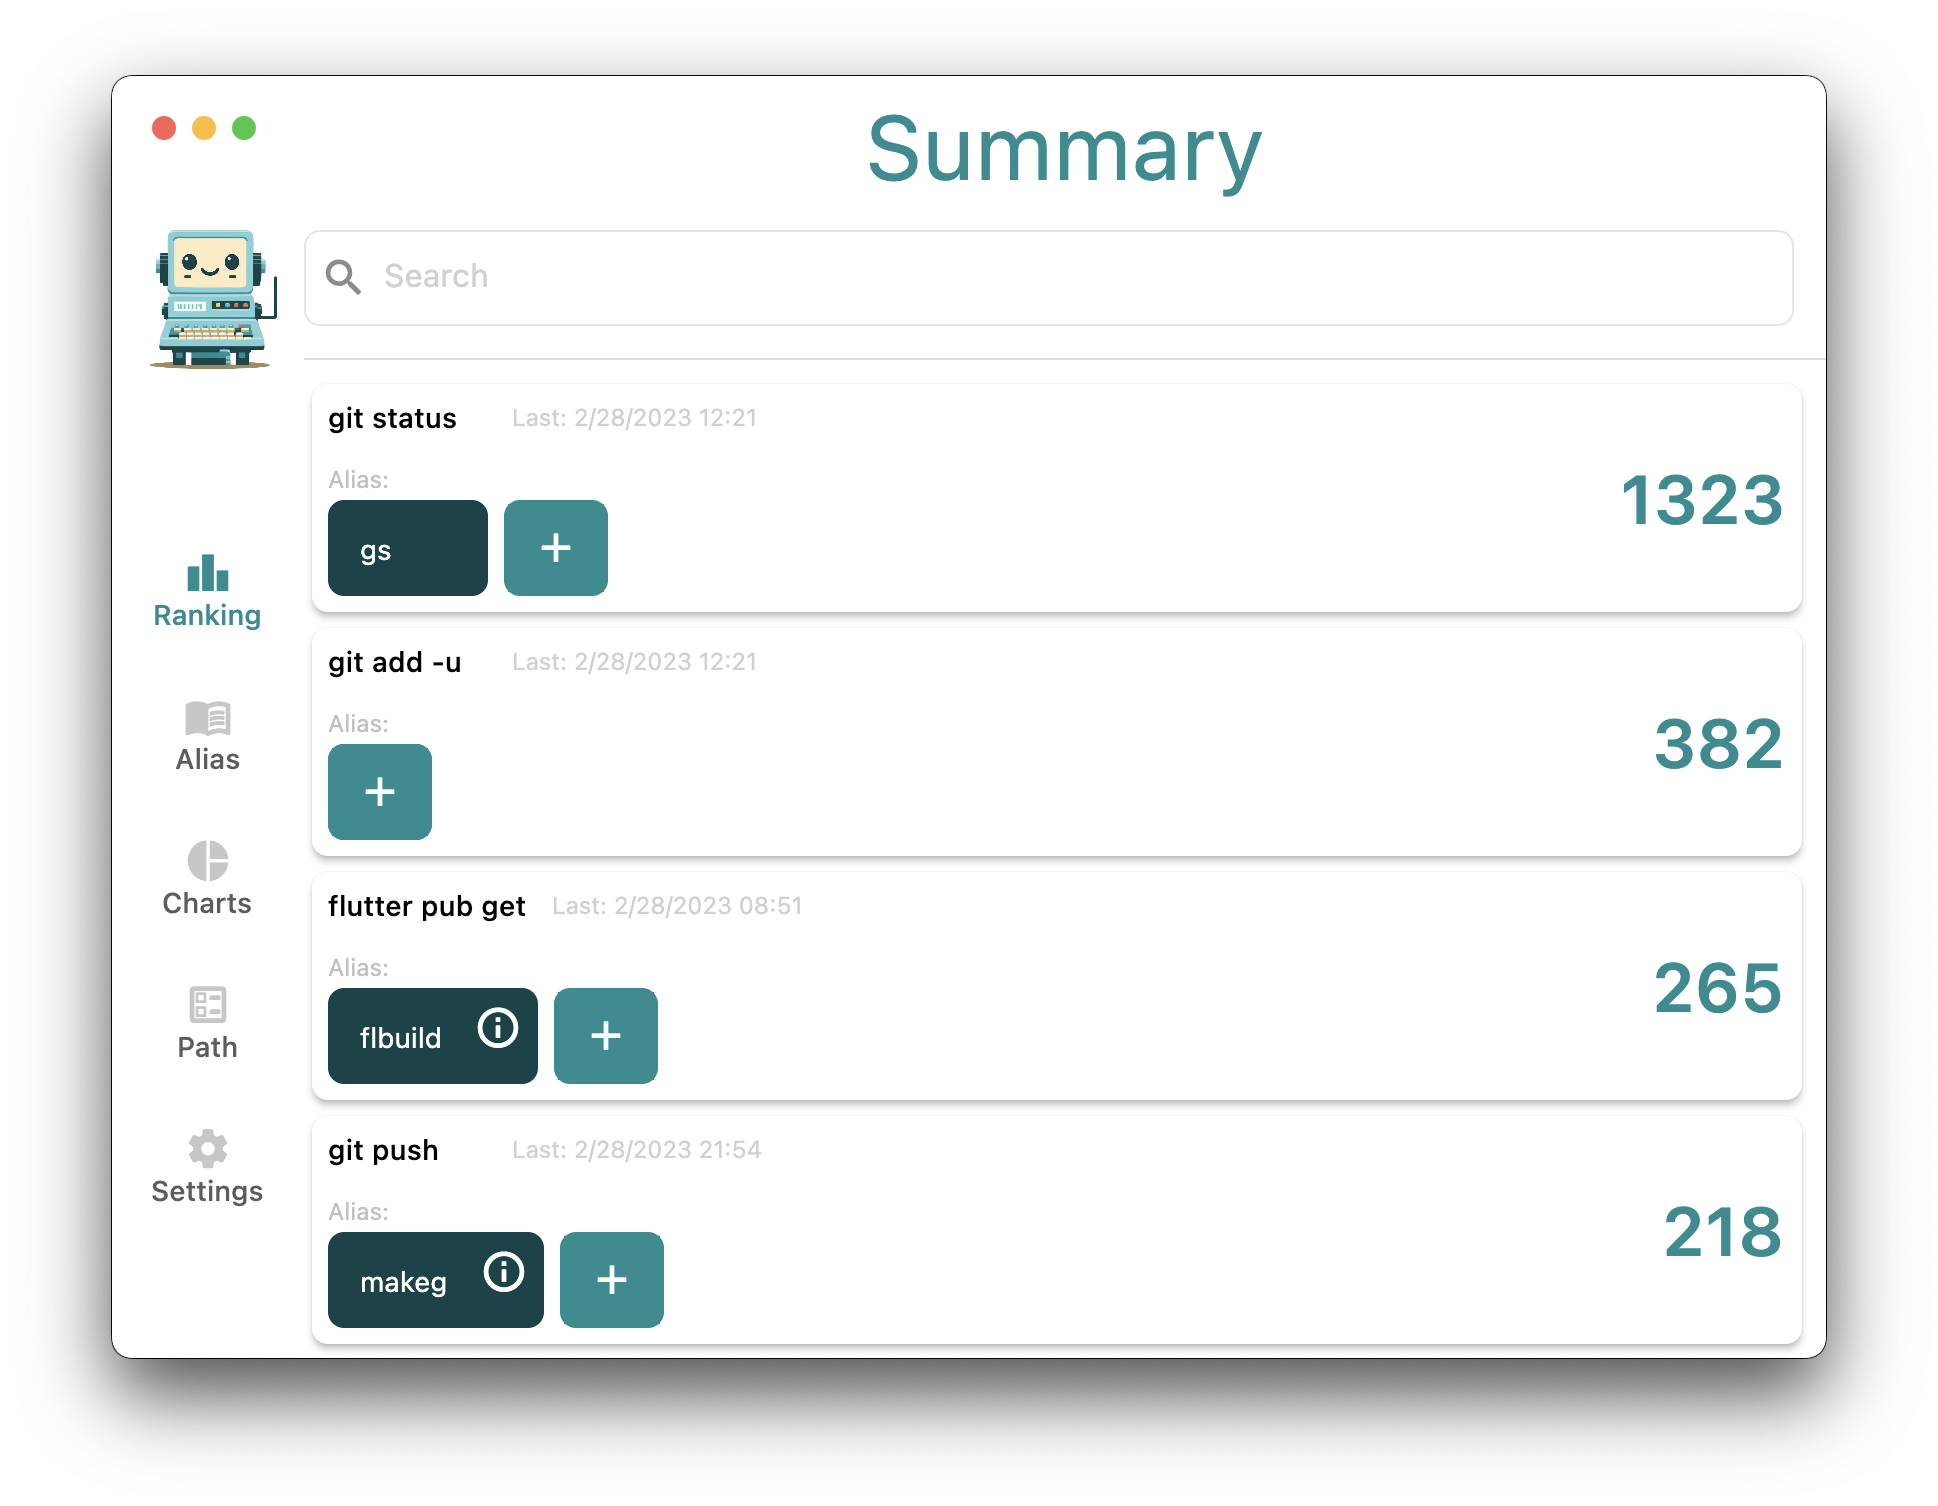 Summary
Search
git status Last: 2/28/2023 12:21
Alias:
gs +
1323
git add -u Last: 2/28/2023 12:21
Alias:
+
382
flutter pub get Last: 2/28/2023 08:51
Alias:
flbuild +
265
git push Last: 2/28/2023 21:54
Alias:
makeg +
218
Ranking
Alias
Charts
Path
Settings